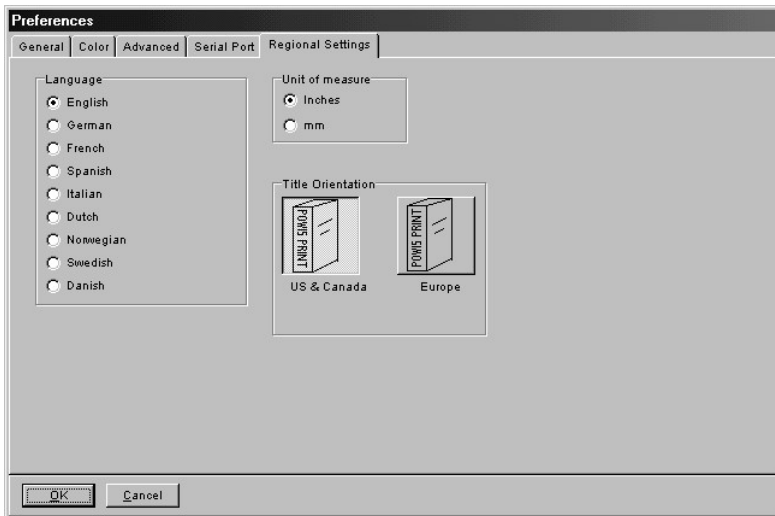 Preferences
General Color Advanced Serial Port Regional Settings
Language
English
German
French
Spanish
Italian
Dutch
Norwegian
Swedish
Danish
Unit of measure
Inches
mm
Title Orientation
POWIS PRINT
US & Canada
POWIS PRINT
Europe
OK Cancel